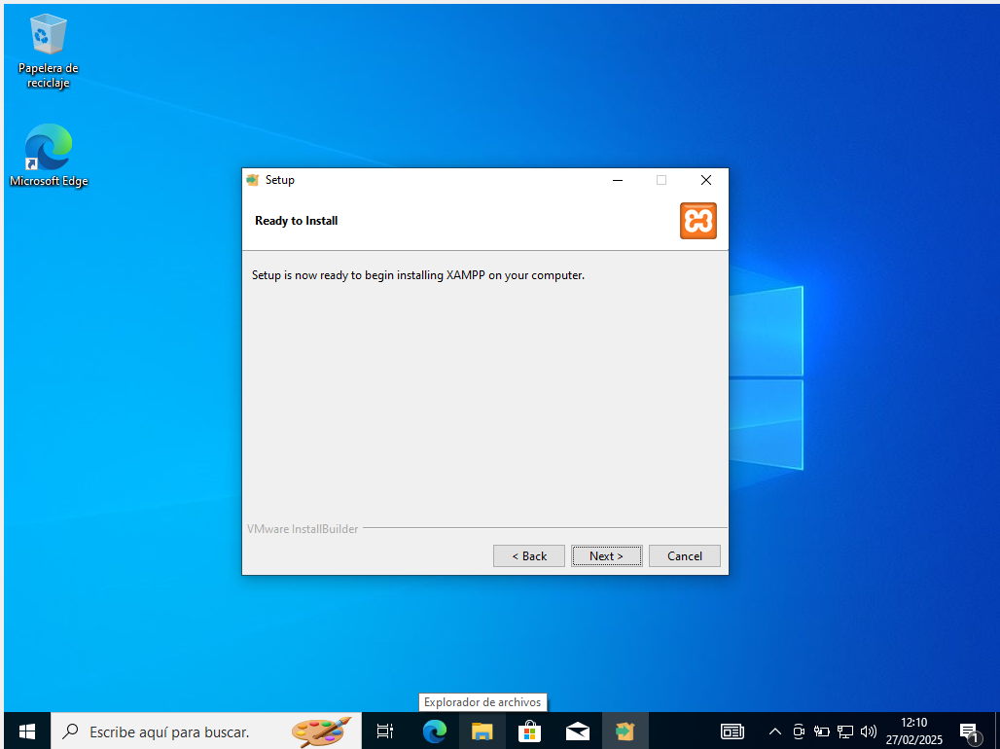 Papelera de
reciclaje
Microsoft Edge
Setup
Ready to Install
Setup is now ready to begin installing XAMPP on your computer.
VMware InstallBuilder
< Back
Next >
Cancel
Explorador de archivos
Escribe aquí para buscar.
12:10
27/02/2025
1